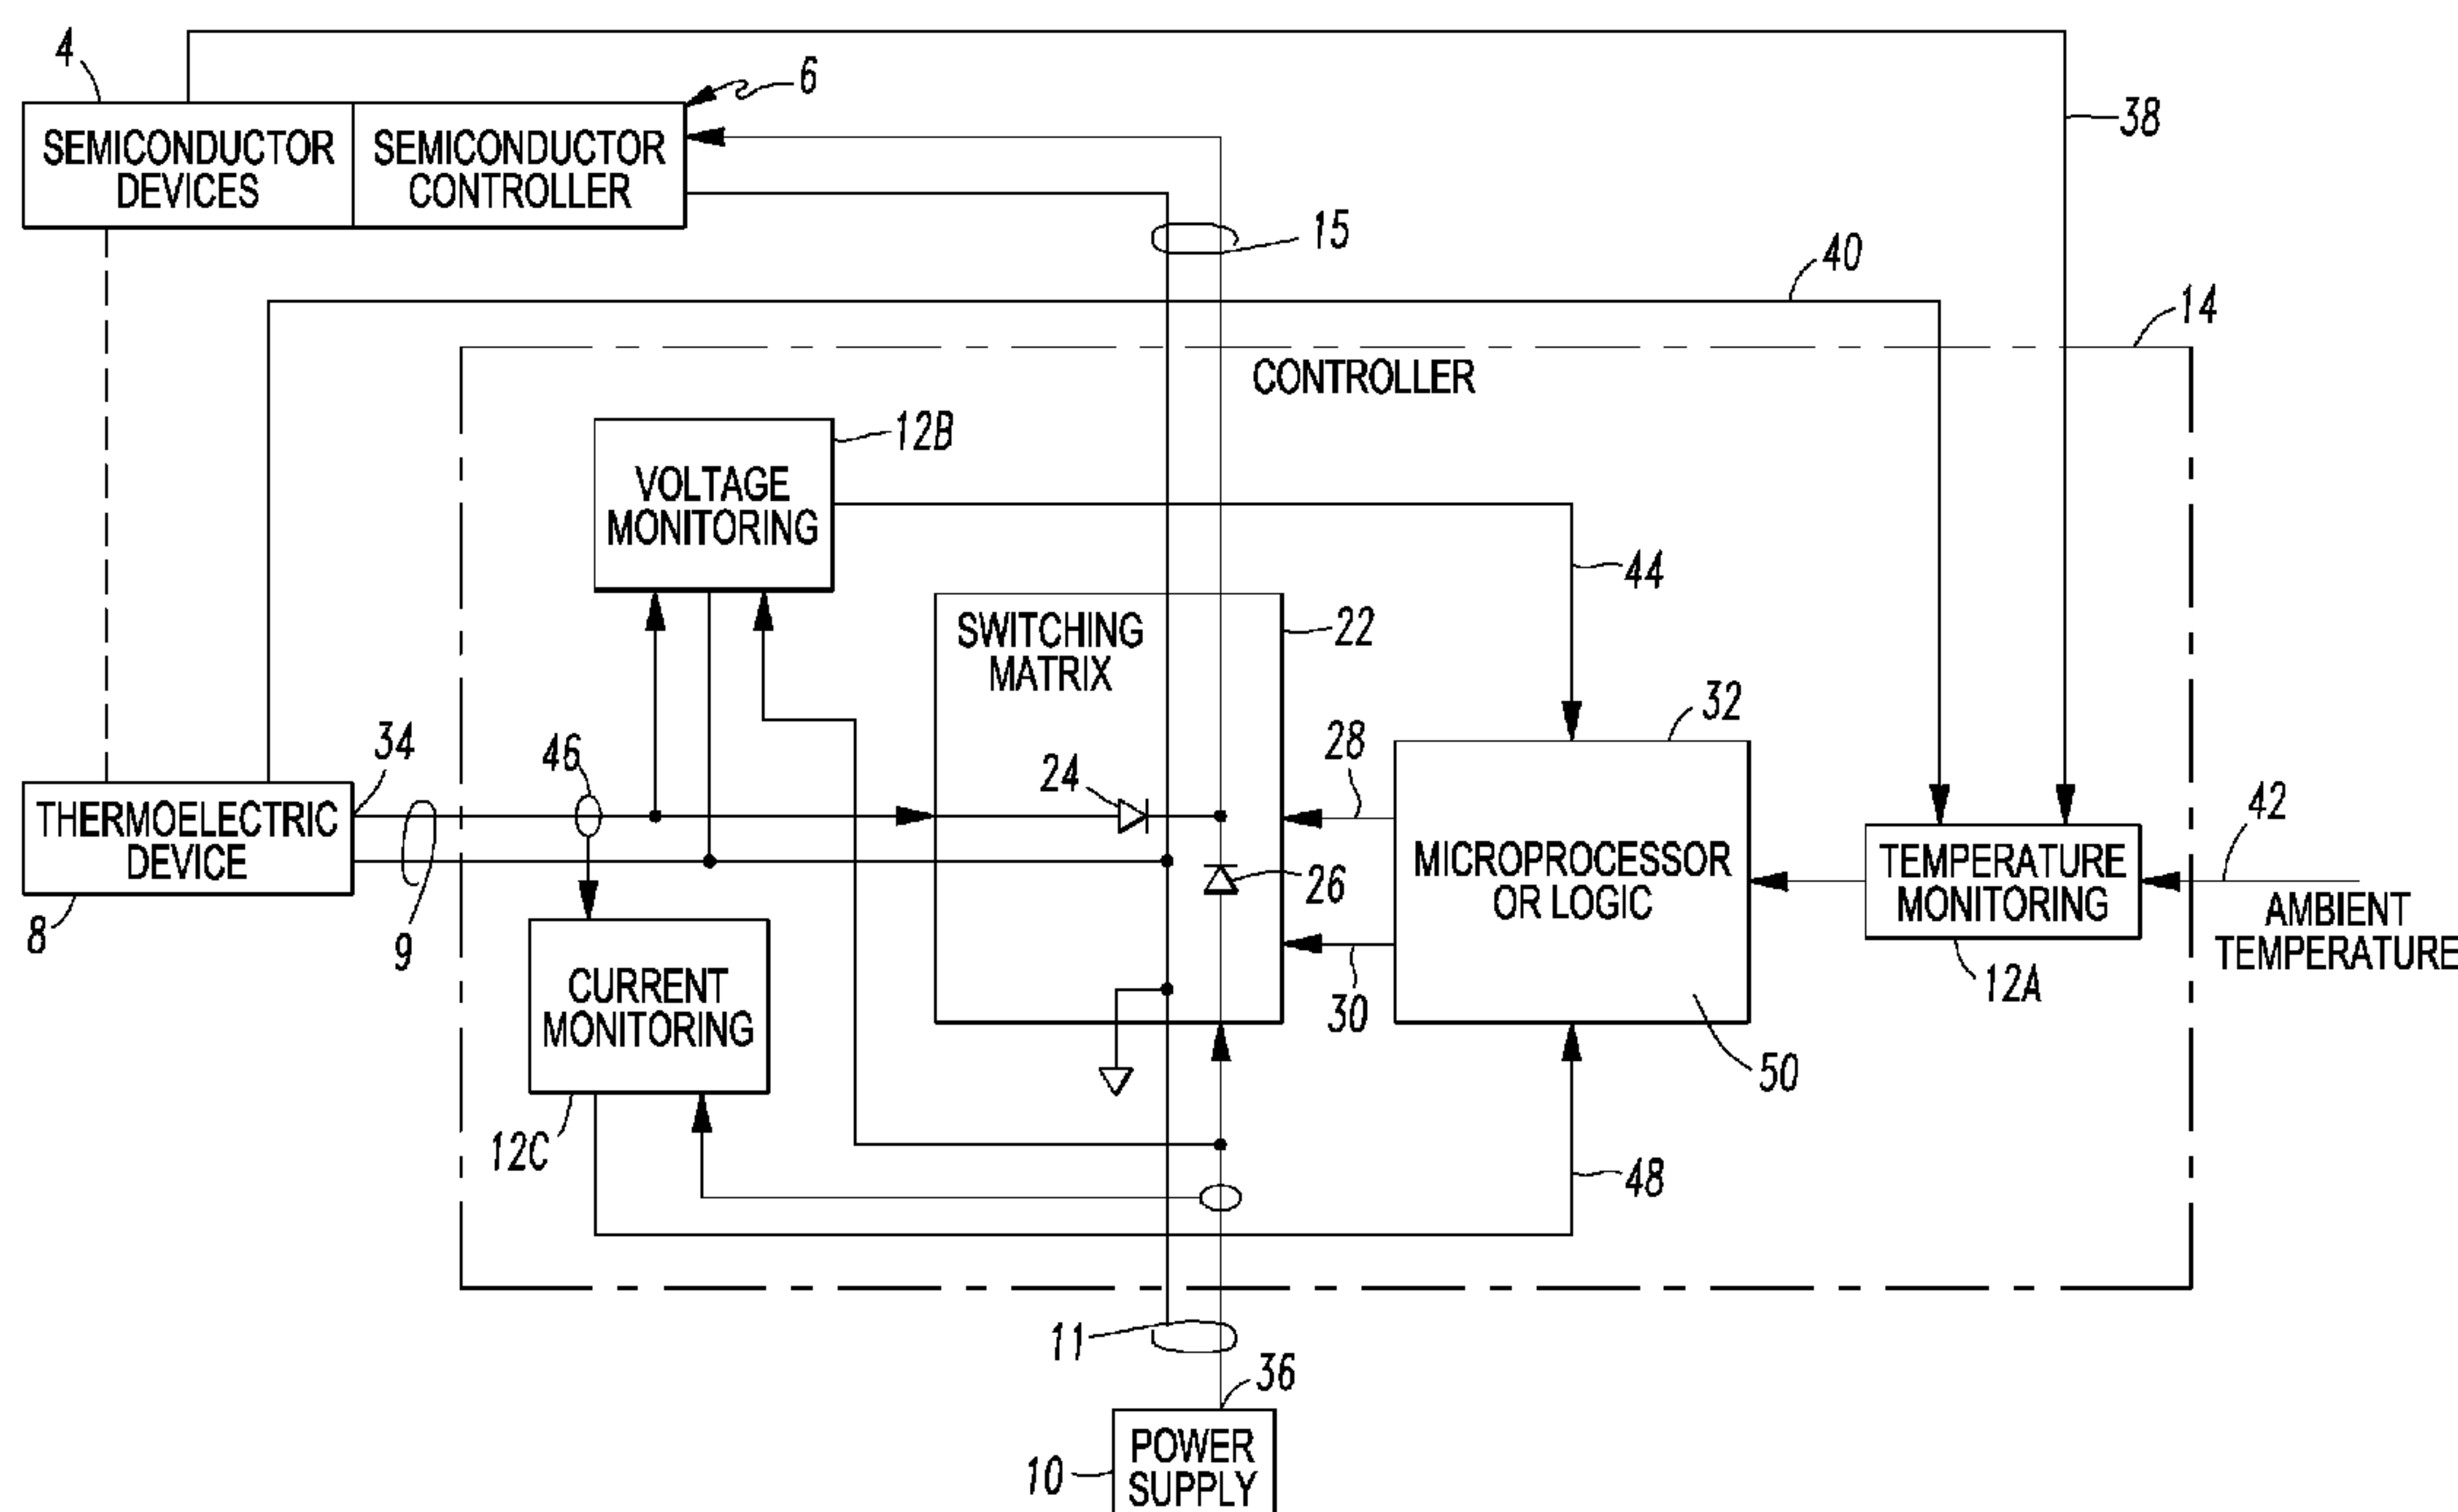 4
6
SEMICONDUCTOR
DEVICES
SEMICONDUCTOR
CONTROLLER
38
15
40
14
CONTROLLER
12B
VOLTAGE
MONITORING
44
SWITCHING
MATRIX
22
32
34
46
24
28
42
THERMOELECTRIC
DEVICE
MICROPROCESSOR
OR LOGIC
TEMPERATURE
MONITORING
26
AMBIENT
TEMPERATURE
8
9
CURRENT
MONITORING
30
12A
50
12C
48
11
36
10
POWER
SUPPLY